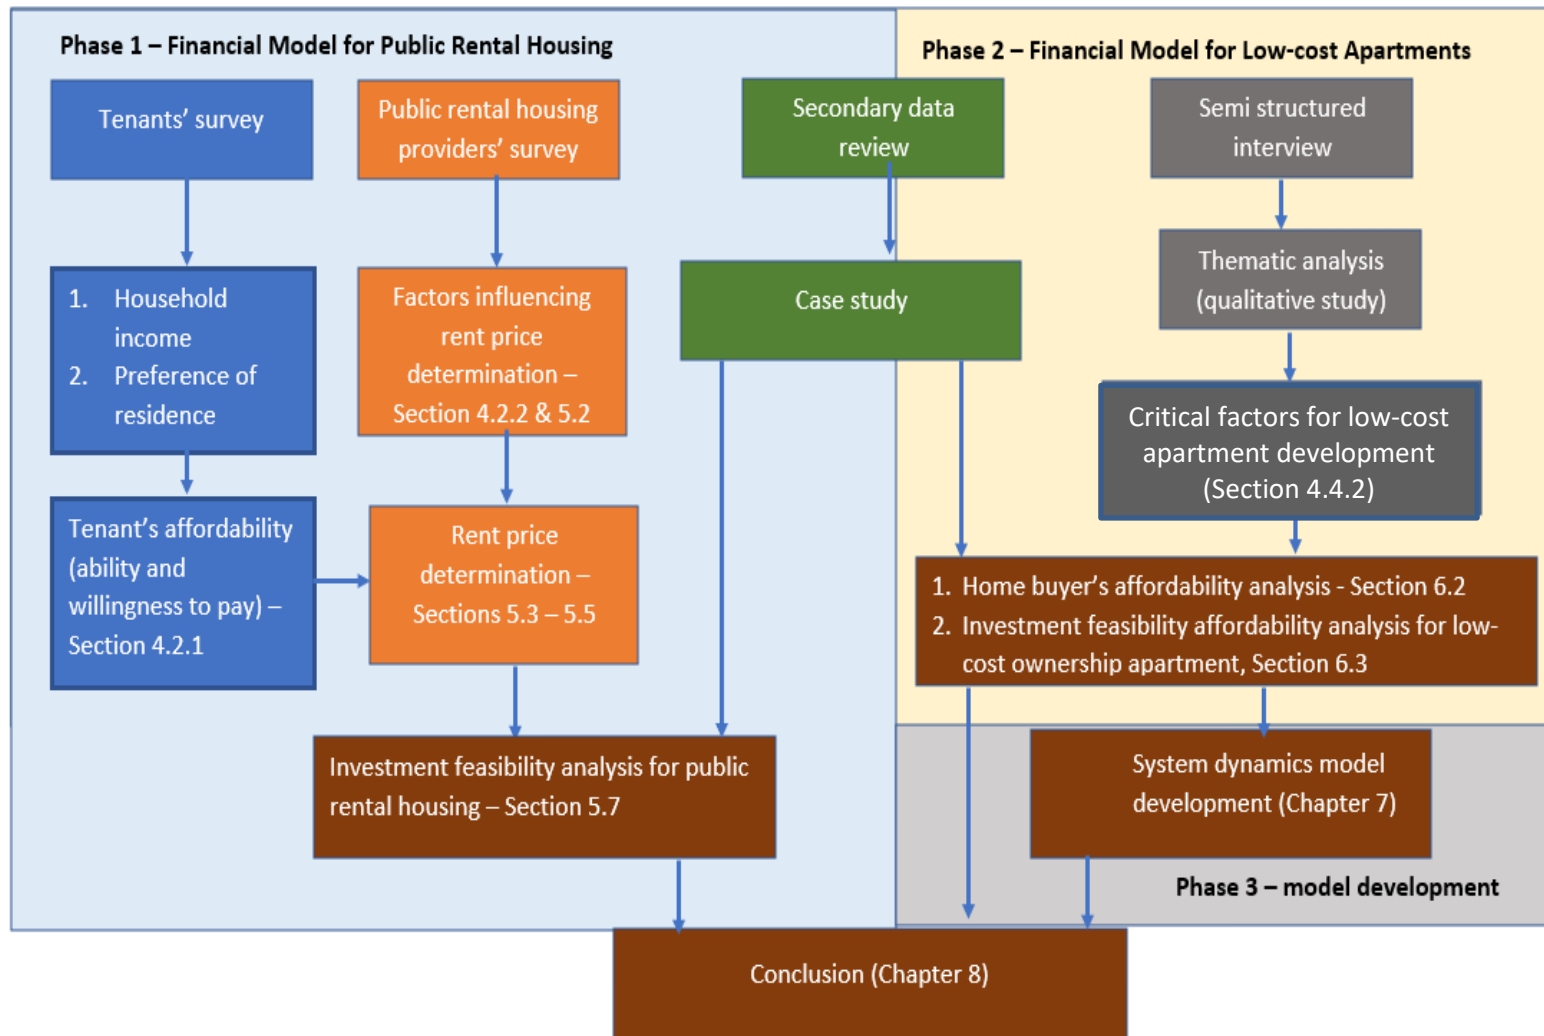 Phase 1 – Financial Model for Public Rental Housing
Phase 2 – Financial Model for Low-cost Apartments
Tenants’ survey
Public rental housing
providers’ survey
Secondary data
review
Semi structured
interview
Thematic analysis
(qualitative study)
1. Household
income
2. Preference of
residence
Factors influencing
rent price
determination –
Section 4.2.2 & 5.2
Case study
Critical factors for low-cost
apartment development
(Section 4.4.2)
Tenant’s affordability
(ability and
willingness to pay) –
Section 4.2.1
Rent price
determination –
Sections 5.3 – 5.5
1. Home buyer’s affordability analysis - Section 6.2
2. Investment feasibility affordability analysis for low-
cost ownership apartment, Section 6.3
Investment feasibility analysis for public
rental housing – Section 5.7
System dynamics model
development (Chapter 7)
Phase 3 – model development
Conclusion (Chapter 8)